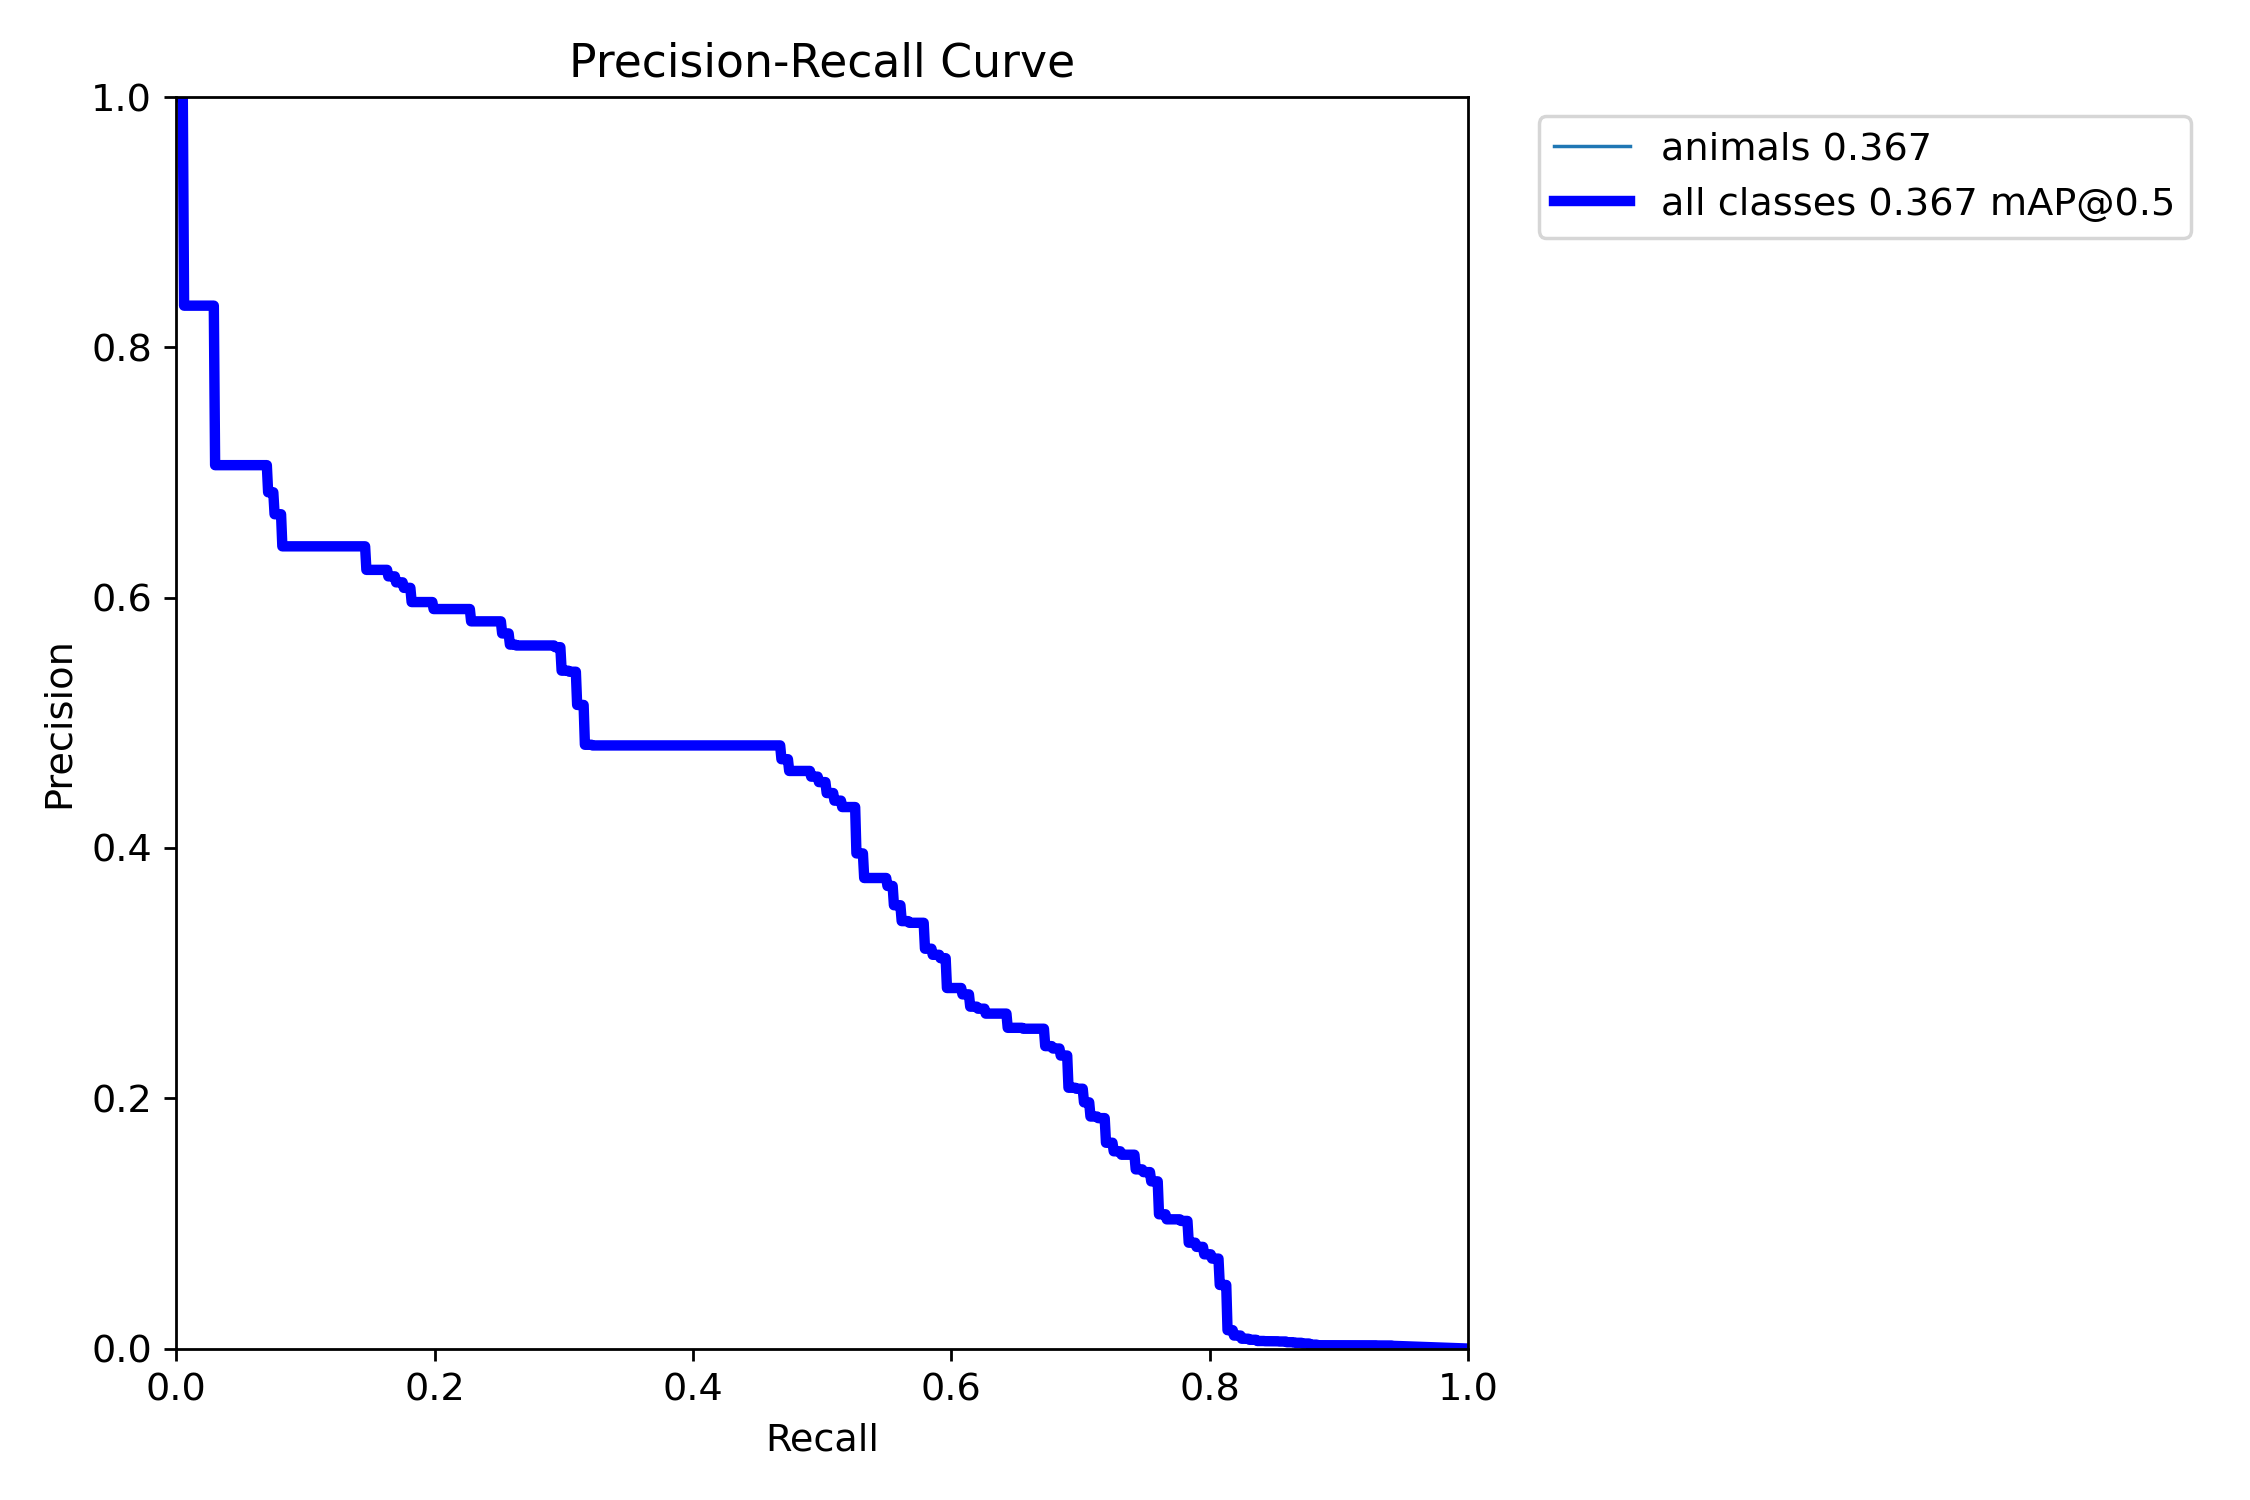 Precision-Recall Curve
1.0
0.8
0.6
0.4
0.2
0.0
Precision
0.0 0.2 0.4 0.6 0.8 1.0
Recall
animals 0.367
all classes 0.367 mAP@0.5